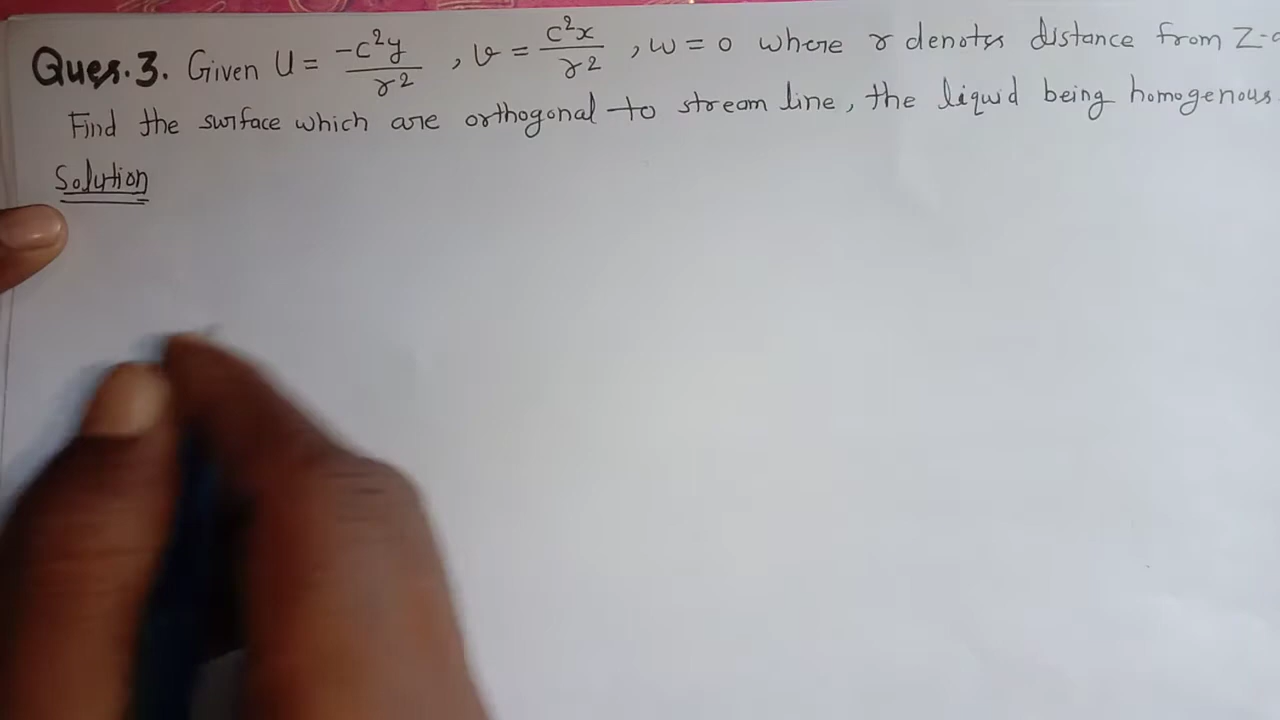 Ques.3. Given U = -c²y/r² , v = c²x/r² , w = 0 where r denotes distance from Z-
Find the surface which are orthogonal to stream line, the liquid being homogenous.
Solution